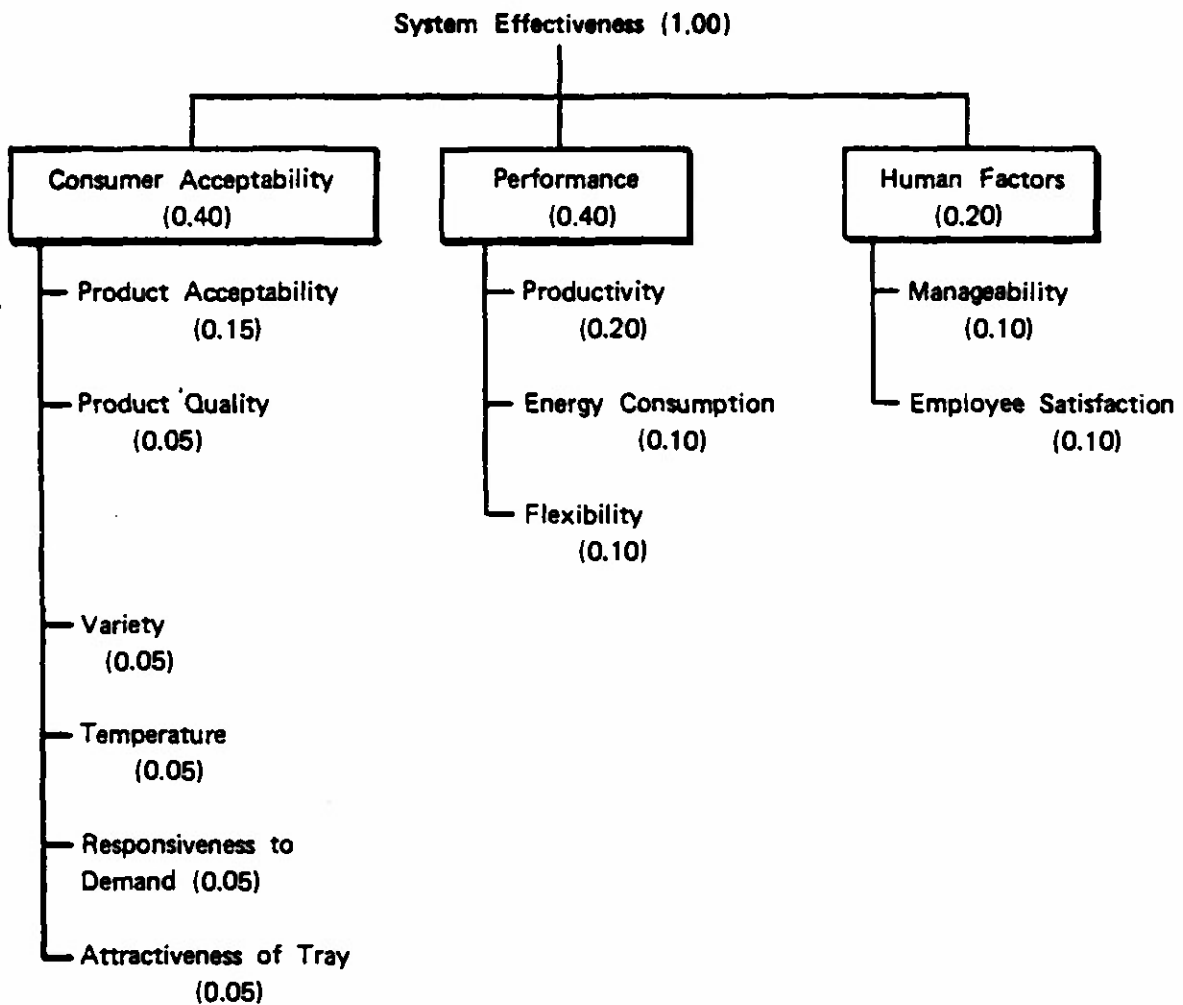 System Effectiveness (1.00)
Consumer Acceptability
(0.40)
Product Acceptability
(0.15)
Product Quality
(0.05)
Variety
(0.05)
Temperature
(0.05)
Responsiveness to
Demand (0.05)
Attractiveness of Tray
(0.05)
Performance
(0.40)
Productivity
(0.20)
Energy Consumption
(0.10)
Flexibility
(0.10)
Human Factors
(0.20)
Manageability
(0.10)
Employee Satisfaction
(0.10)